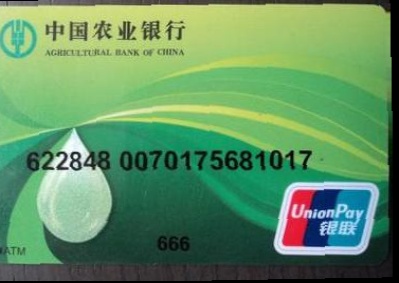 中国农业银行
AGRICULTURAL BANK OF CHINA
622848 0070175681017
UnionPay
银联
666
ATM